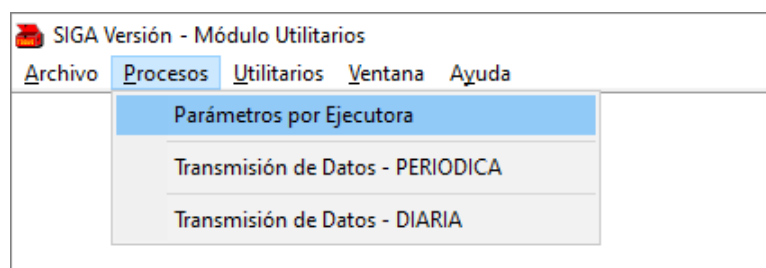 SIGA Versión - Módulo Utilitarios
Archivo Procesos Utilitarios Ventana Ayuda
Parámetros por Ejecutora
Transmisión de Datos - PERIODICA
Transmisión de Datos - DIARIA